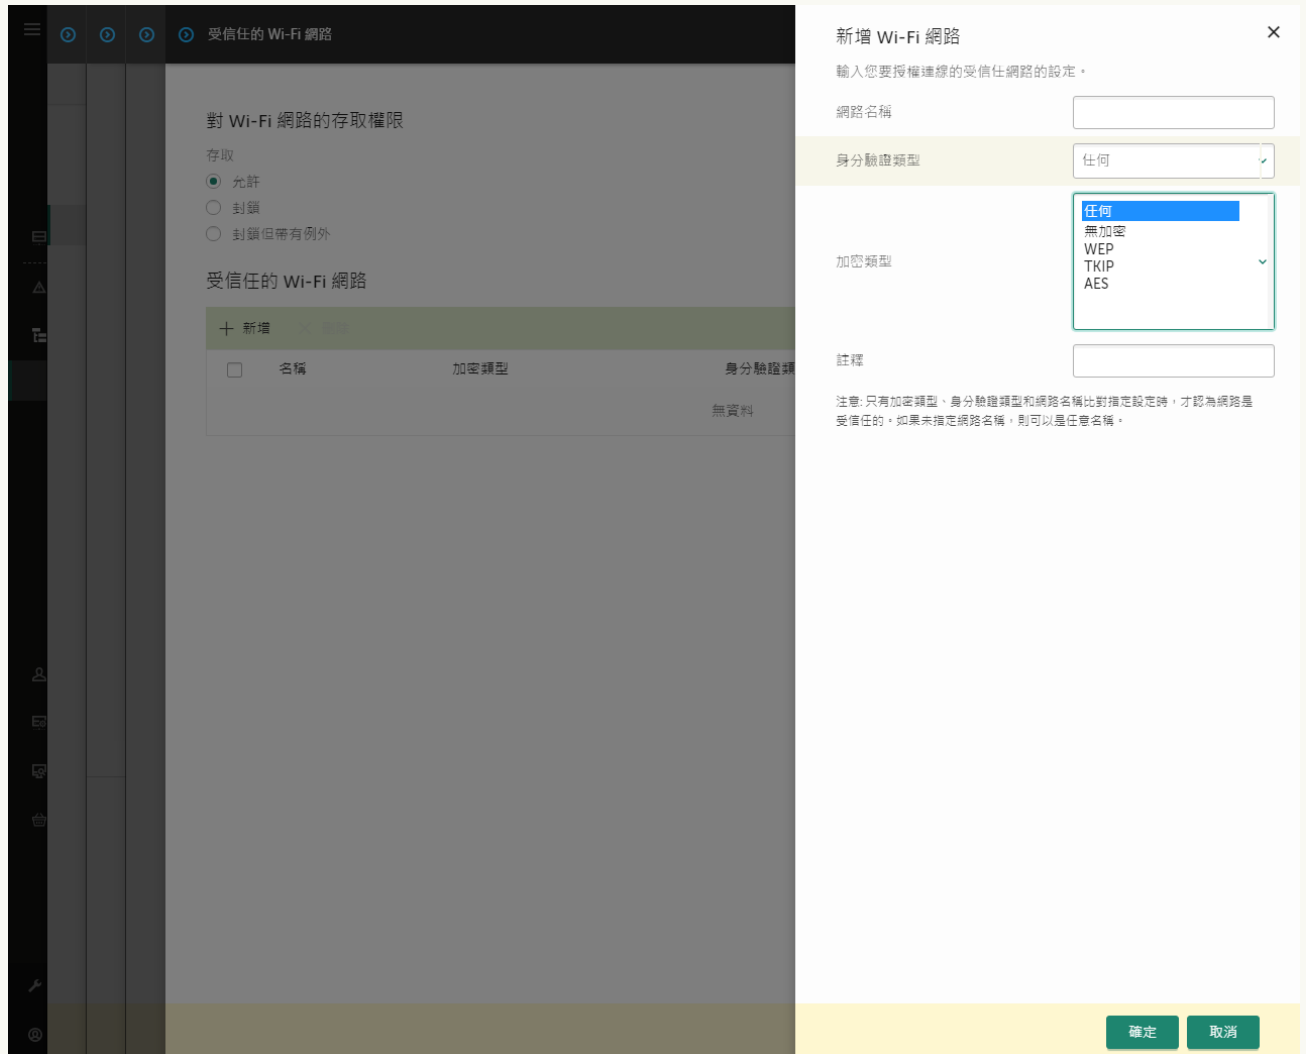 受信任的 Wi-Fi 網路
對 Wi-Fi 網路的存取權限
存取
允許
封鎖
封鎖但帶有例外
受信任的 Wi-Fi 網路
新增
名稱 加密類型 身分驗證類
無資料
新增 Wi-Fi 網路
輸入您要授權連線的受信任網路的設定。
網路名稱
身分驗證類型 任何
加密類型
任何
無加密
WEP
TKIP
AES
註釋
注意: 只有加密類型、身分驗證類型和網路名稱比對指定設定時，才認為網路是
受信任的。如果未指定網路名稱，則可以是任意名稱。
確定 取消